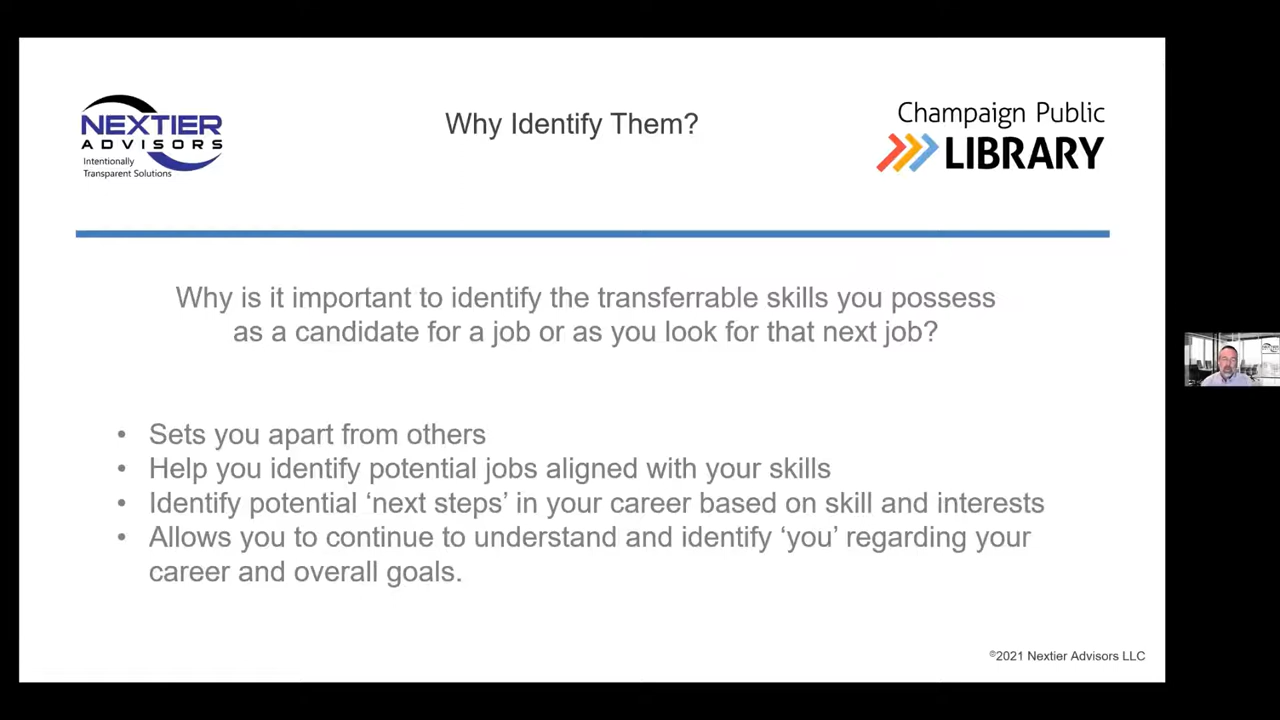 NEXTIER
ADVISORS
Intentionally
Transparent Solutions
Why Identify Them?
Champaign Public
LIBRARY
Why is it important to identify the transferrable skills you possess
as a candidate for a job or as you look for that next job?
• Sets you apart from others
• Help you identify potential jobs aligned with your skills
• Identify potential ‘next steps’ in your career based on skill and interests
• Allows you to continue to understand and identify ‘you’ regarding your
career and overall goals.
©2021 Nextier Advisors LLC